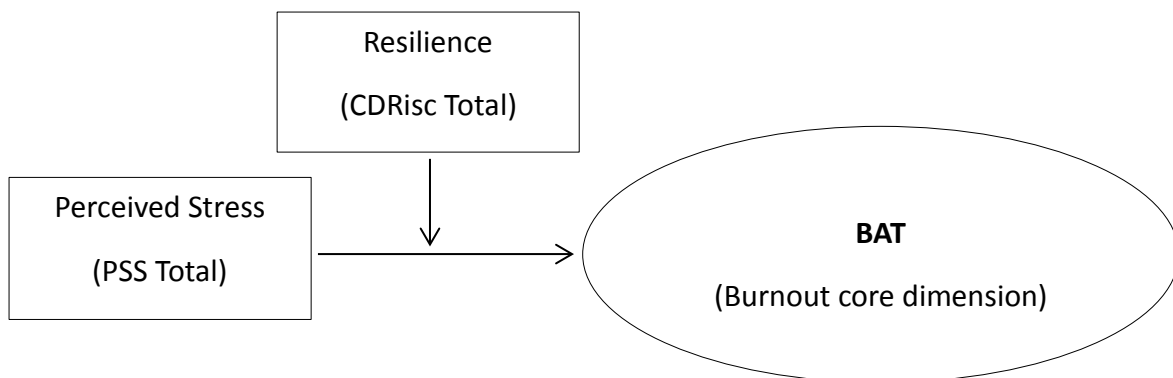 Resilience
(CDRisc Total)
Perceived Stress
(PSS Total)
BAT
(Burnout core dimension)